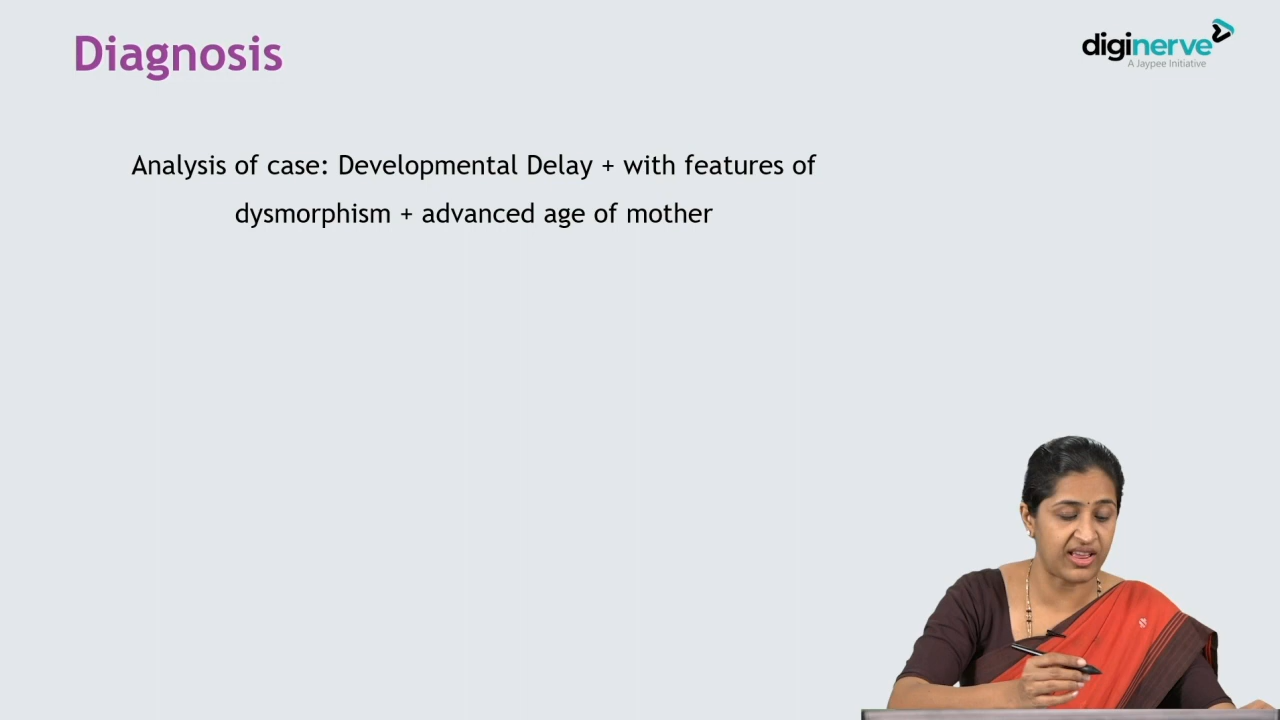 Diagnosis
diginerve
A Jaypee Initiative
Analysis of case: Developmental Delay + with features of
dysmorphism + advanced age of mother